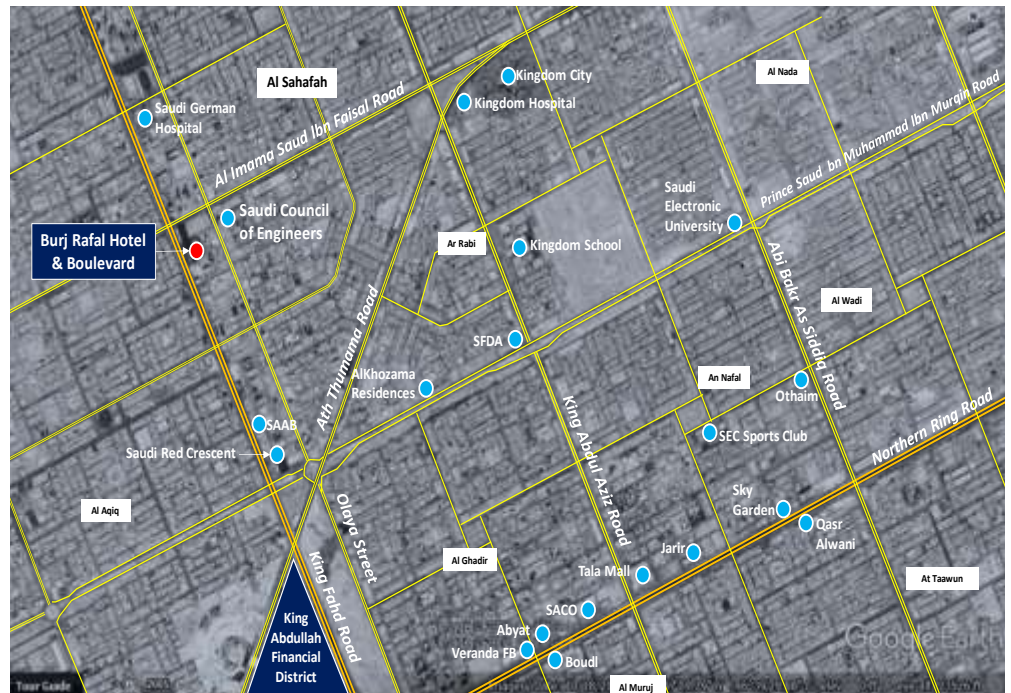 Al Sahafah
Al Nada
Kingdom City
Kingdom Hospital
Saudi German
Hospital
Al Imama Saud Ibn Faisal Road
Prince Saud bn Muhammad Ibn Murqin Road
Saudi
Electronic
University
Saudi Council
of Engineers
Burj Rafal Hotel
& Boulevard
Ar Rabi
Kingdom School
Abi Bakr As Siddiq Road
Al Wadi
Ath Thumama Road
SFDA
AlKhozama
Residences
An Nafal
Othaim
King Abdul Aziz Road
SAAB
Saudi Red Crescent
SEC Sports Club
Northern Ring Road
Al Aqiq
Olaya Street
Sky
Garden
Qasr
Alwani
King Fahd Road
Al Ghadir
Jarir
Tala Mall
At Taawun
King
Abdullah
Financial
District
SACO
Abyat
Veranda FB
Boudl
Al Muruj
Google
Tour Guide